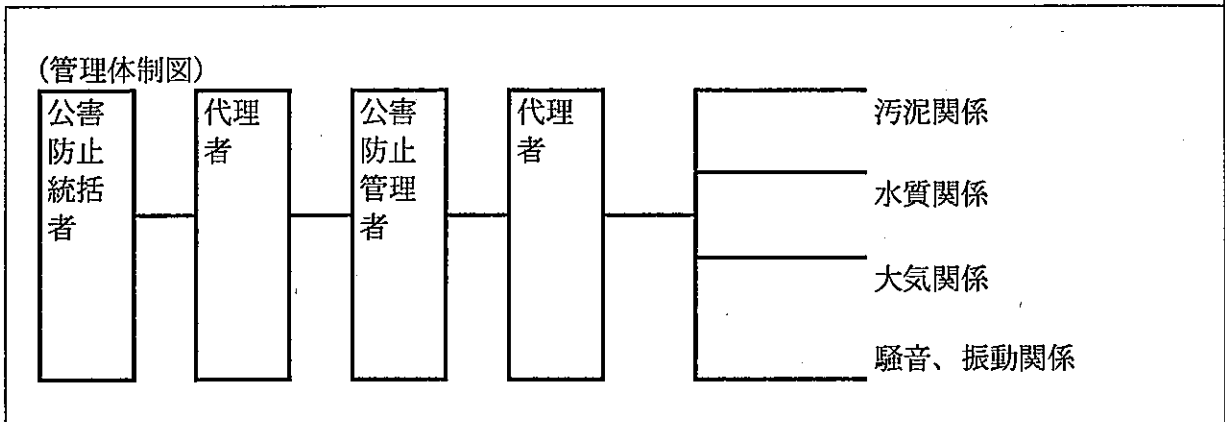 (管理体制図)
公害
防止
統括
者
代理
者
公害
防止
管理
者
代理
者
汚泥関係
水質関係
大気関係
騒音、振動関係